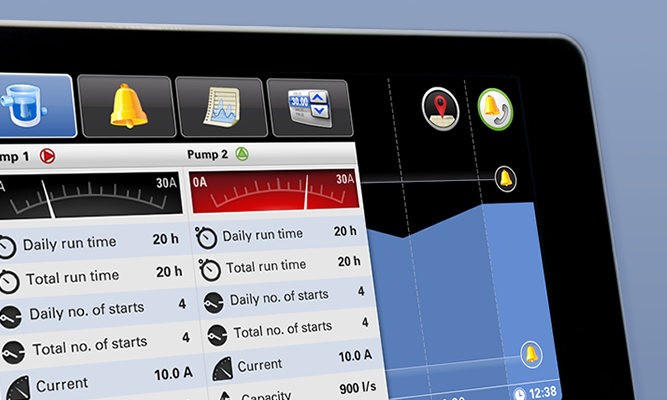 30.00
mp 1
Pump 2
A
30A
0A
30A
Daily run time 20 h
Daily run time 20 h
Total run time 20 h
Total run time 20 h
Daily no. of starts 4
Daily no. of starts 4
Total no. of starts 4
Total no. of starts 4
Current 10.0 A
Current 10.0 A
Capacity 900 l/s
12:38